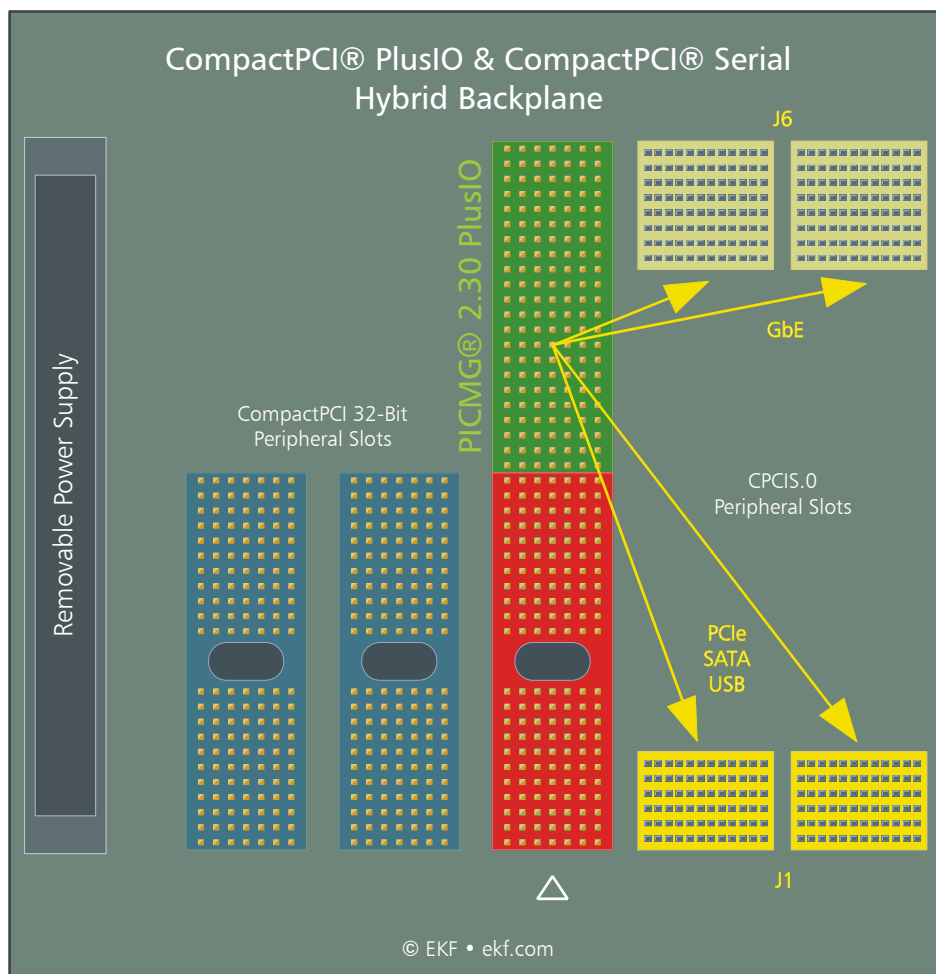 CompactPCI® PlusIO & CompactPCI® Serial
Hybrid Backplane
J6
PICMG® 2.30 PlusIO
GbE
Removable Power Supply
CompactPCI 32-Bit
Peripheral Slots
CPCIS.0
Peripheral Slots
PCIe
SATA
USB
J1
© EKF • ekf.com